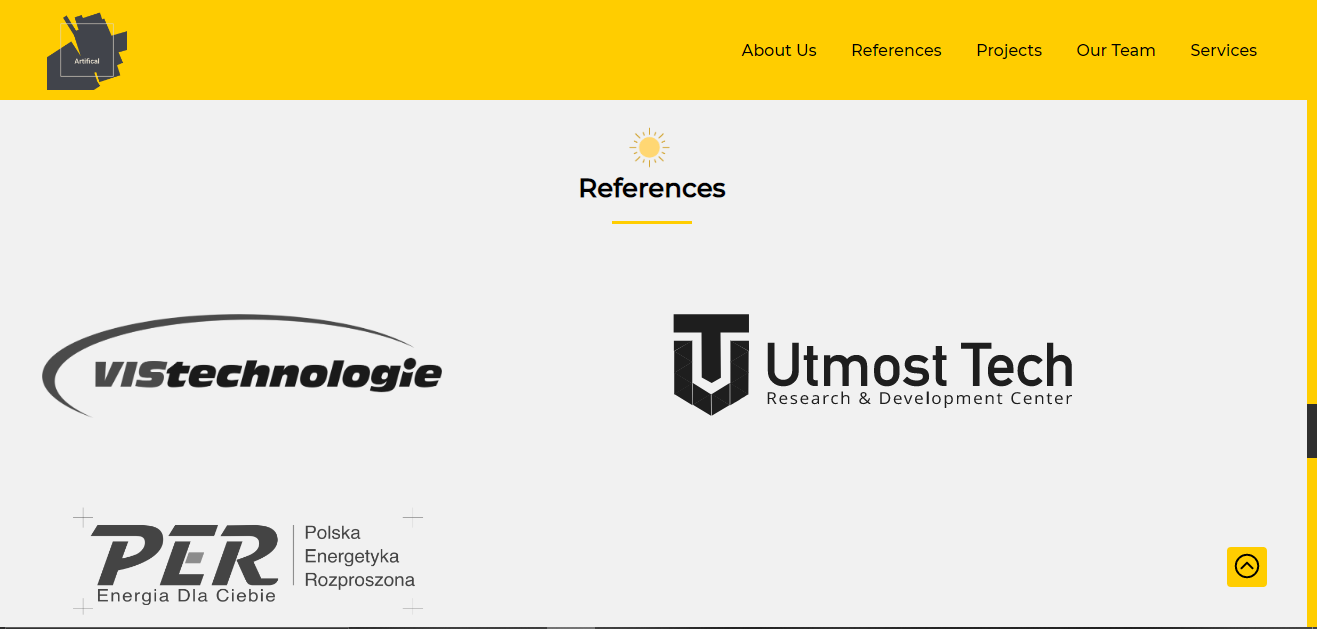 Artifical
About Us References Projects Our Team Services
References
VIStechnologie
Utmost Tech
Research & Development Center
PER
Polska
Energetyka
Rozproszona
Energia Dla Ciebie